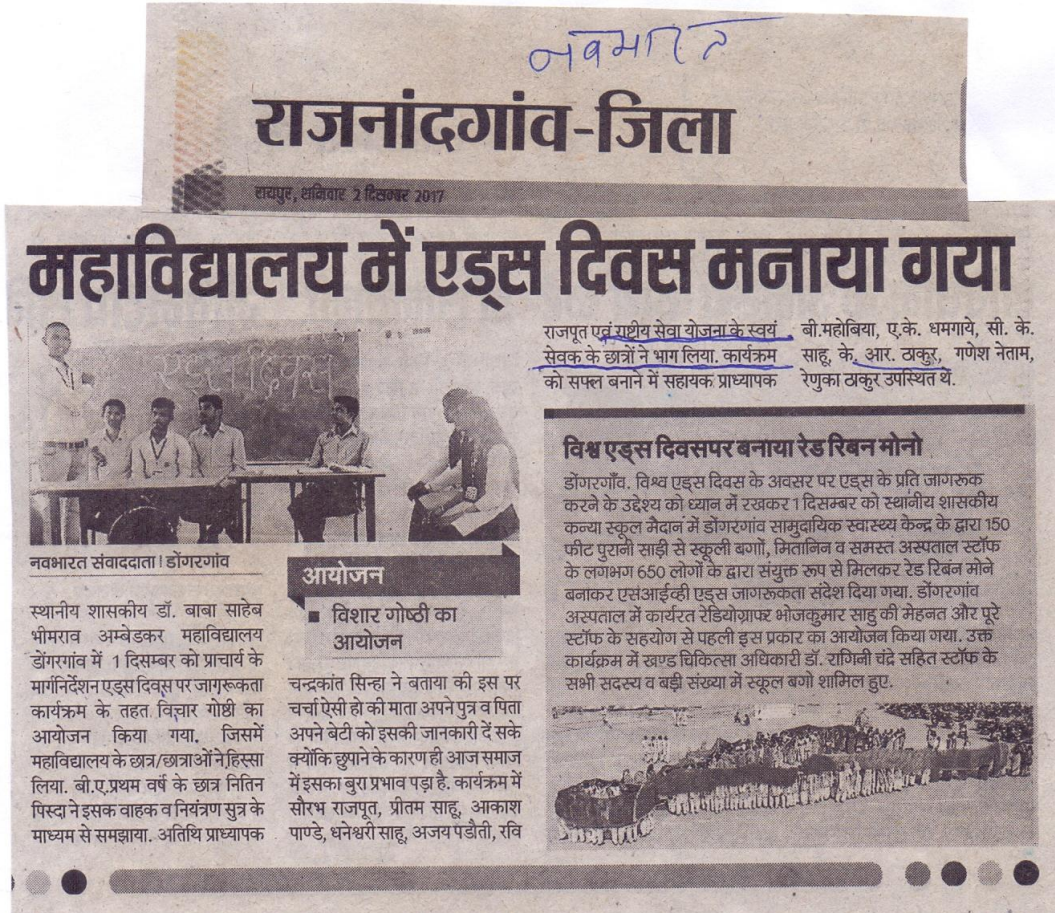 नवभारत
राजनांदगांव-जिला
रायपुर, शनिवार 2 दिसम्बर 2017
महाविद्यालय में एड्स दिवस मनाया गया
एड्स दिवस
नवभारत संवाददाता। डोंगरगांव
स्थानीय शासकीय डॉ. बाबा साहेब
भीमराव अम्बेडकर महाविद्यालय
डोंगरगांव में 1 दिसम्बर को प्राचार्य के
मार्गनिर्देशन एड्स दिवस पर जागरूकता
कार्यक्रम के तहत विचार गोष्ठी का
आयोजन किया गया. जिसमें
महाविद्यालय के छात्र/छात्राओं ने हिस्सा
लिया. बी.ए.प्रथम वर्ष के छात्र नितिन
पिस्दा ने इसक वाहक व नियंत्रण सुत्र के
माध्यम से समझाया. अतिथि प्राध्यापक
आयोजन
■ विशार गोष्ठी का
आयोजन
चन्द्रकांत सिन्हा ने बताया की इस पर
चर्चा ऐसी हो की माता अपने पुत्र व पिता
अपने बेटी को इसकी जानकारी दें सके
क्योंकि छुपाने के कारण ही आज समाज
में इसका बुरा प्रभाव पड़ा है. कार्यक्रम में
सौरभ राजपूत, प्रीतम साहू, आकाश
पाण्डे, धनेश्वरी साहू, अजय पंडौती, रवि
राजपूत एवं राष्टीय सेवा योजना के स्वयं
सेवक के छात्रों ने भाग लिया. कार्यक्रम
को सफ्ल बनाने में सहायक प्राध्यापक
बी.महोबिया, ए.के. धमगाये, सी. के.
साहू, के. आर. ठाकुर, गणेश नेताम,
रेणुका ठाकुर उपस्थित थे.
विश्व एड्स दिवसपर बनाया रेड रिबन मोनो
डोंगरगाँव. विश्व एड्स दिवस के अवसर पर एड्स के प्रति जागरूक
करने के उद्देश्य को ध्यान में रखकर 1 दिसम्बर को स्थानीय शासकीय
कन्या स्कूल मैदान में डोंगरगांव सामुदायिक स्वास्थ्य केन्द्र के द्वारा 150
फीट पुरानी साड़ी से स्कूली बगाों, मितानिन व समस्त अस्पताल स्टॉफ
के लगभग 650 लोगों के द्वारा संयुक्त रूप से मिलकर रेड रिबन मोने
बनाकर एसंआईव्ही एड्स जागरूकता संदेश दिया गया. डोंगरगांव
अस्पताल में कार्यरत रेडियोग्राफ्र भोजकुमार साहु की मेहनत और पूरे
स्टॉफ के सहयोग से पहली इस प्रकार का आयोजन किया गया. उक्त
कार्यक्रम में खण्ड चिकित्सा अधिकारी डॉ. रागिनी चंद्रे सहित स्टॉफ के
सभी सदस्य व बड़ी संख्या में स्कूल बगाे शामिल हुए.